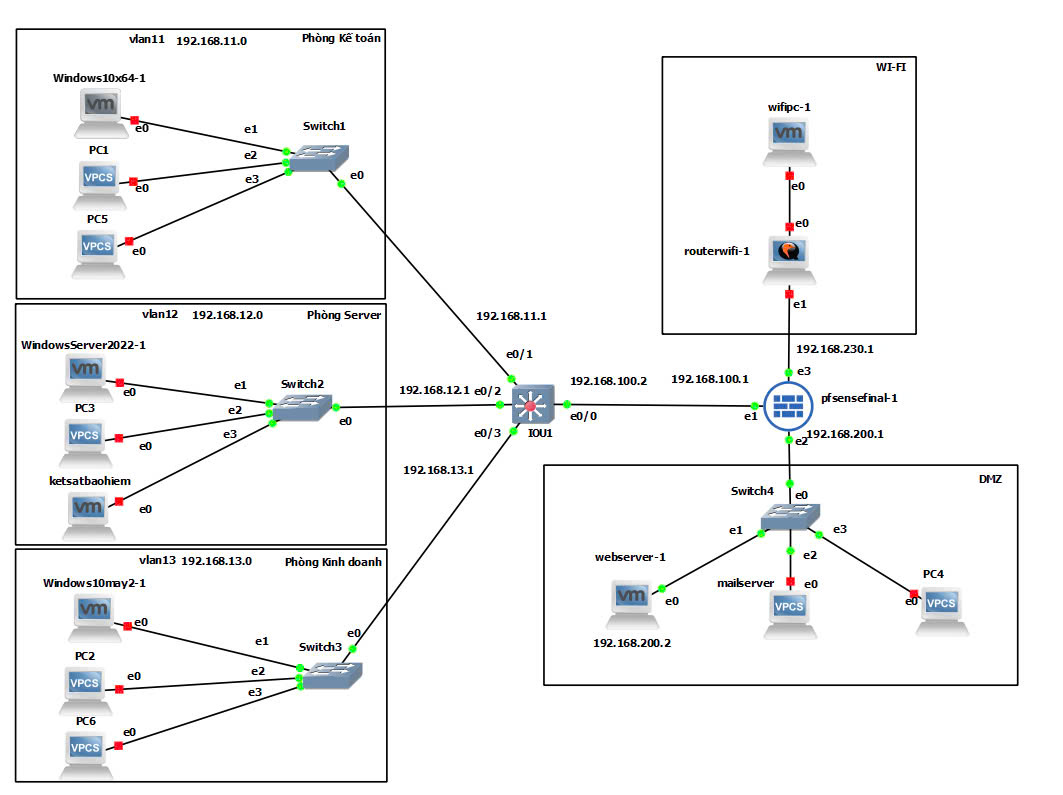 vlan11 192.168.11.0 Phòng Kế toán
Windows10x64-1
vm
e0
PC1
VPCS
e0
PC5
VPCS
e0
e1
e2
e3
Switch1
e0
vlan12 192.168.12.0 Phòng Server
WindowsServer2022-1
vm
e0
PC3
VPCS
e0
ketsatbaohiem
vm
e0
e1
e2
e3
Switch2
e0
vlan13 192.168.13.0 Phòng Kinh doanh
Windows10may2-1
vm
e0
PC2
VPCS
e0
PC6
VPCS
e0
e1
e2
e3
Switch3
e0
192.168.11.1
e0/1
192.168.12.1
e0/2
e0/3
192.168.13.1
IOU1
192.168.100.2
e0/0
192.168.100.1
e1
pfsensefinal-1
192.168.200.1
e2
e3
192.168.230.1
WI-FI
wifipc-1
vm
e0
e0
routerwifi-1
e1
DMZ
Switch4
e0
e1
e2
e3
webserver-1
vm
e0
192.168.200.2
mailserver
e0
VPCS
PC4
e0
VPCS